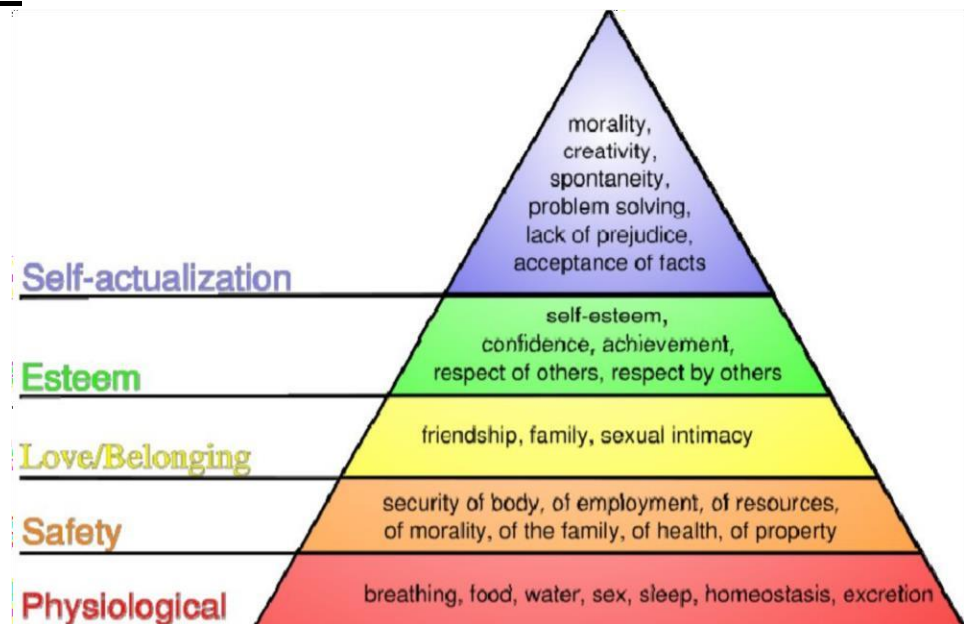 morality,
creativity,
spontaneity,
problem solving,
lack of prejudice,
acceptance of facts
Self-actualization
self-esteem,
confidence, achievement,
respect of others, respect by others
Esteem
friendship, family, sexual intimacy
Love/Belonging
security of body, of employment, of resources,
of morality, of the family, of health, of property
Safety
breathing, food, water, sex, sleep, homeostasis, excretion
Physiological